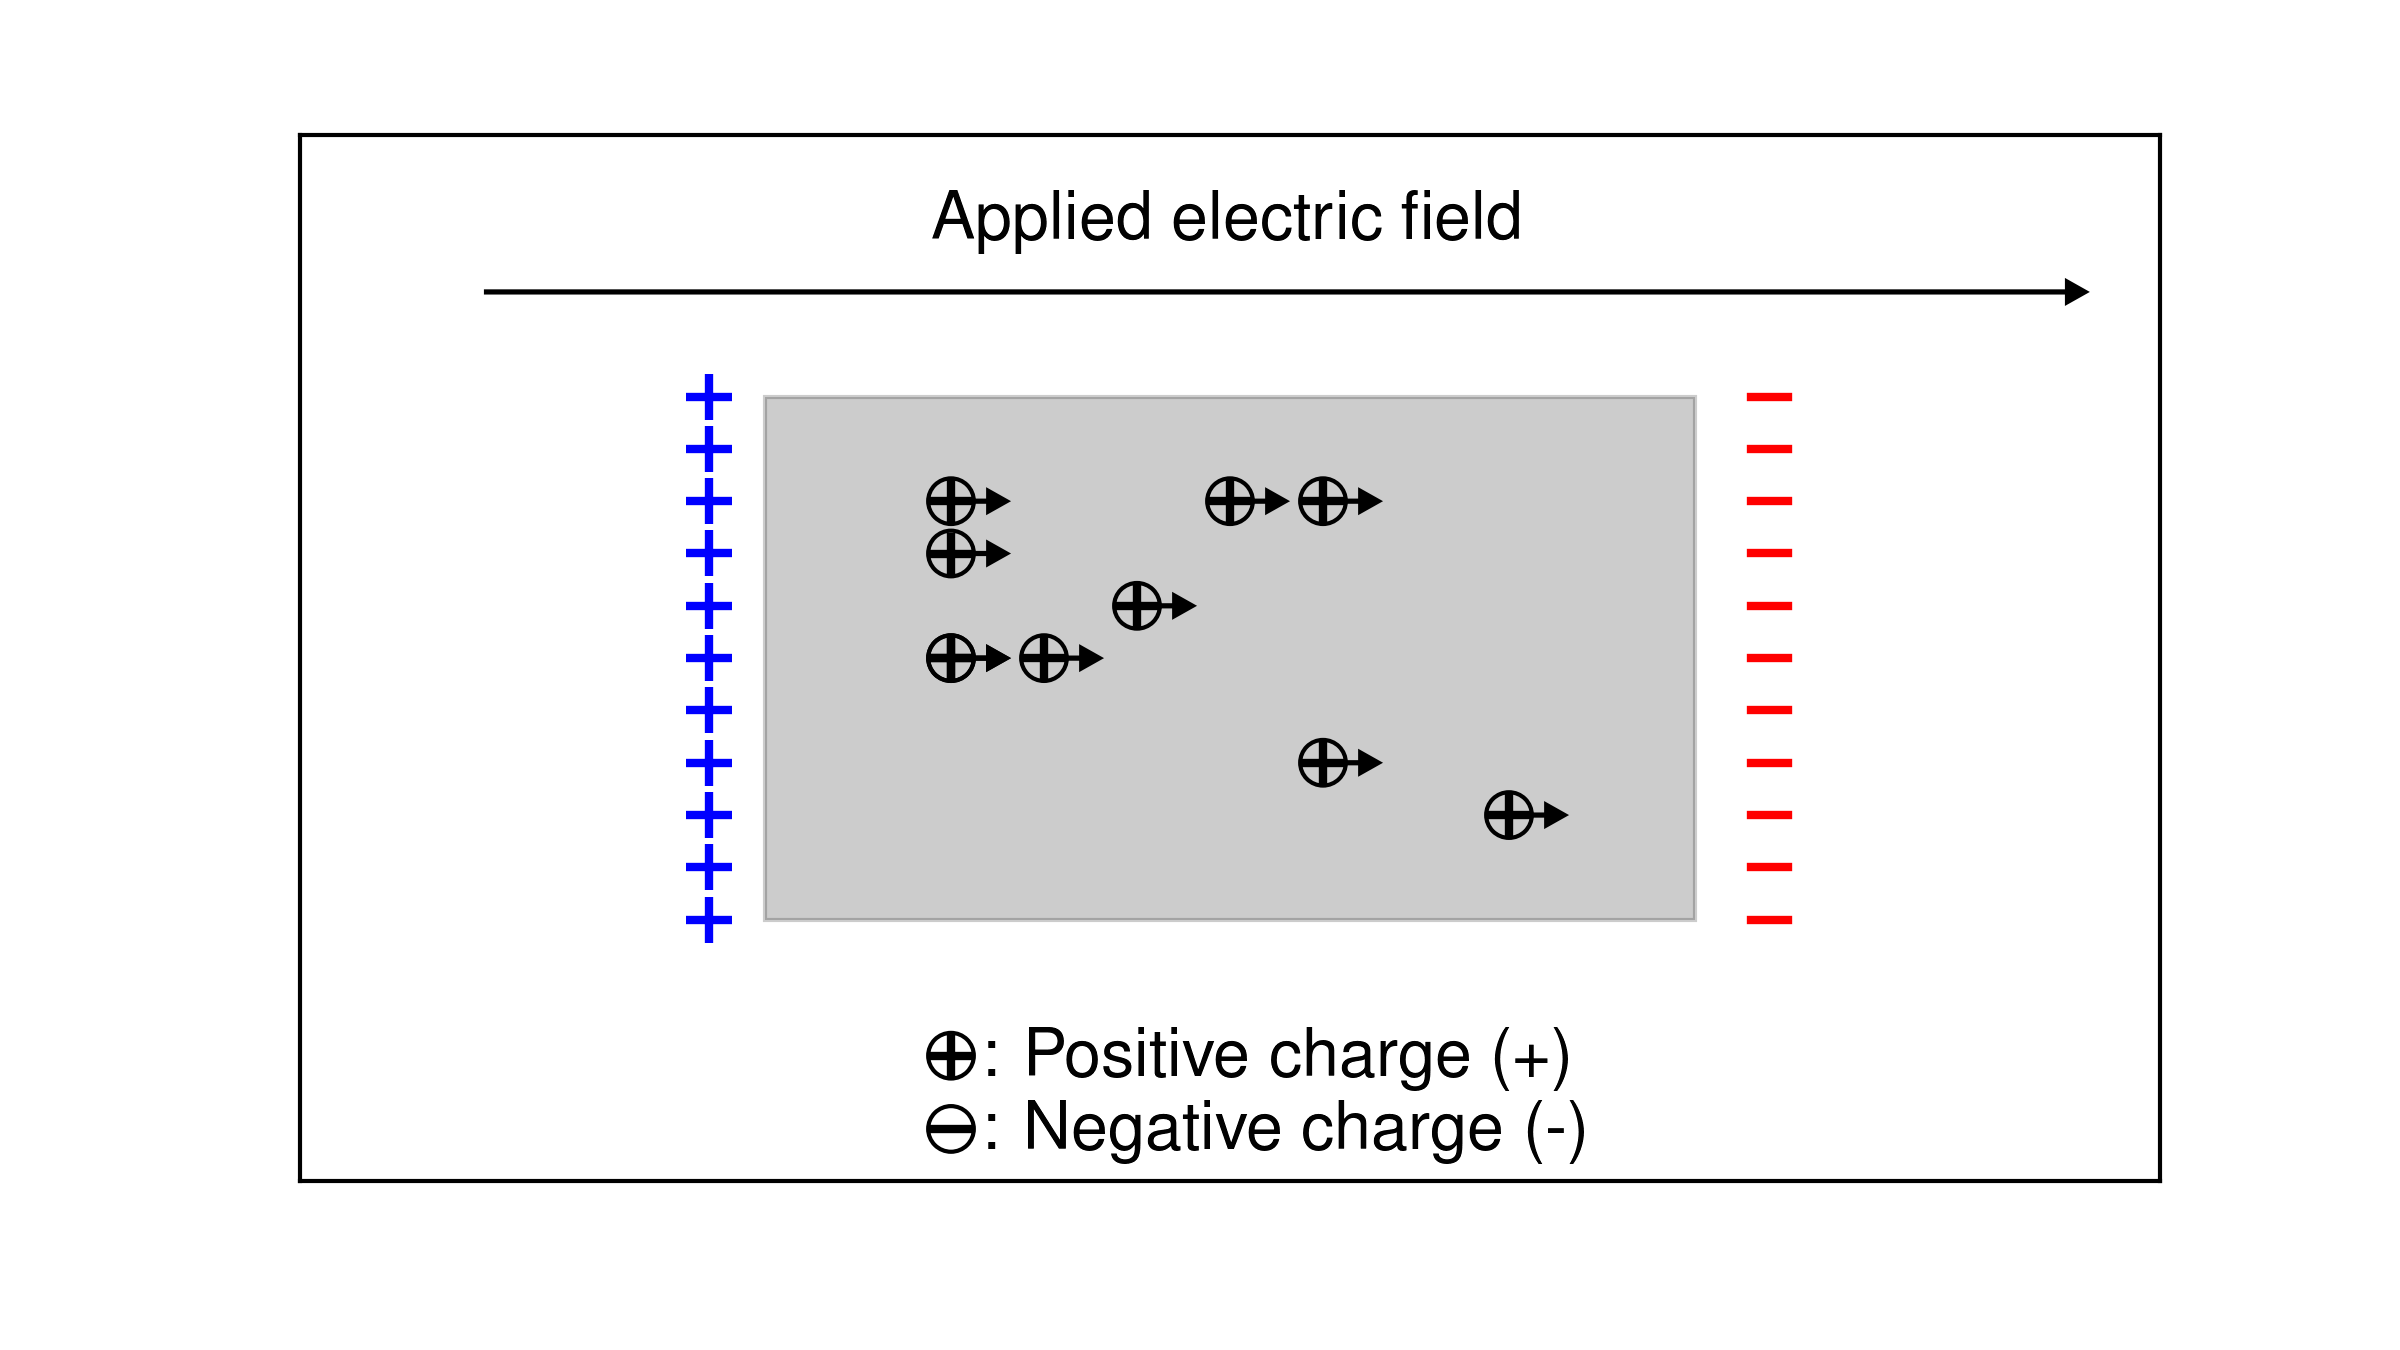 Applied electric field
: Positive charge (+)
: Negative charge (-)